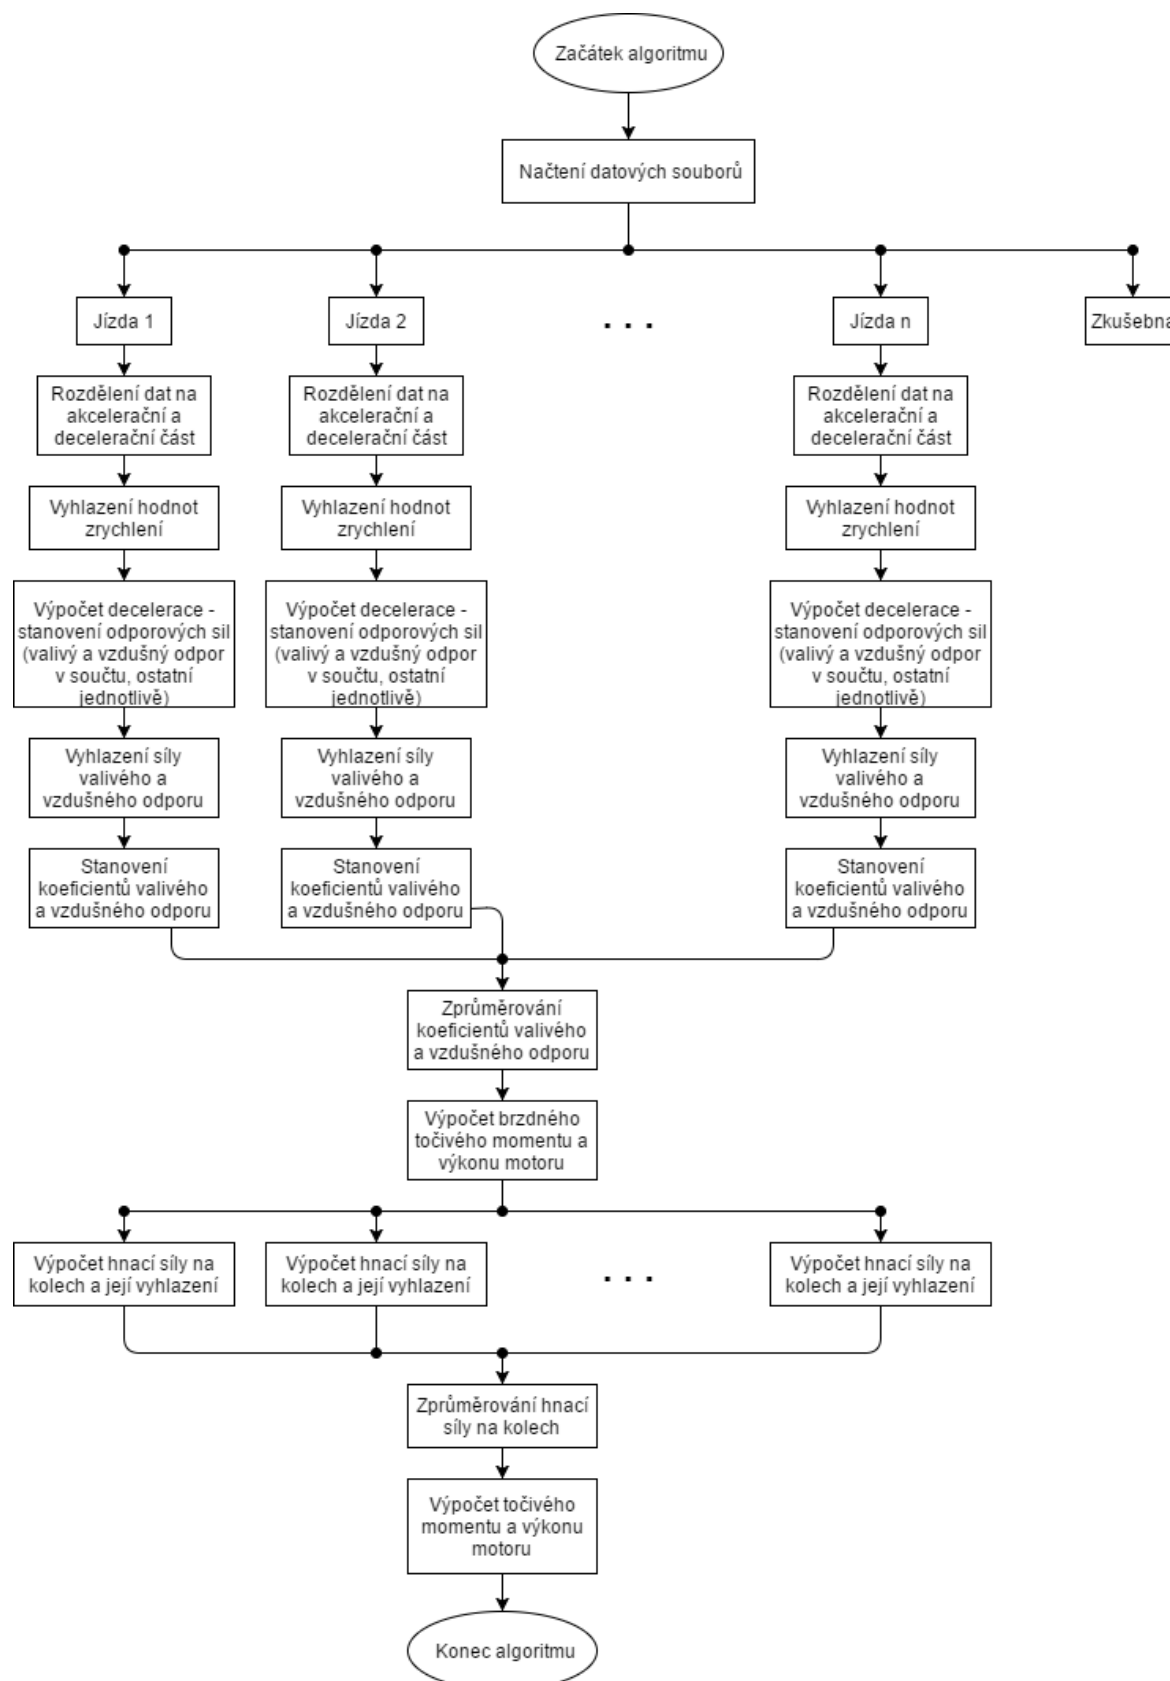 Začátek algoritmu
Načtení datových souborů
Jízda 1
Jízda 2
. . .
Jízda n
Zkušebna
Rozdělení dat na
akcelerační a
decelerační část
Rozdělení dat na
akcelerační a
decelerační část
Rozdělení dat na
akcelerační a
decelerační část
Vyhlazení hodnot
zrychlení
Vyhlazení hodnot
zrychlení
Vyhlazení hodnot
zrychlení
Výpočet decelerace -
stanovení odporových sil
(valivý a vzdušný odpor
v součtu, ostatní
jednotlivě)
Výpočet decelerace -
stanovení odporových sil
(valivý a vzdušný odpor
v součtu, ostatní
jednotlivě)
Výpočet decelerace -
stanovení odporových sil
(valivý a vzdušný odpor
v součtu, ostatní
jednotlivě)
Vyhlazení síly
valivého a
vzdušného odporu
Vyhlazení síly
valivého a
vzdušného odporu
Vyhlazení síly
valivého a
vzdušného odporu
Stanovení
koeficientů valivého
a vzdušného odporu
Stanovení
koeficientů valivého
a vzdušného odporu
Stanovení
koeficientů valivého
a vzdušného odporu
Zprůměrování
koeficientů valivého
a vzdušného odporu
Výpočet brzdného
točivého momentu a
výkonu motoru
Výpočet hnací síly na
kolech a její vyhlazení
Výpočet hnací síly na
kolech a její vyhlazení
. . .
Výpočet hnací síly na
kolech a její vyhlazení
Zprůměrování hnací
síly na kolech
Výpočet točivého
momentu a výkonu
motoru
Konec algoritmu